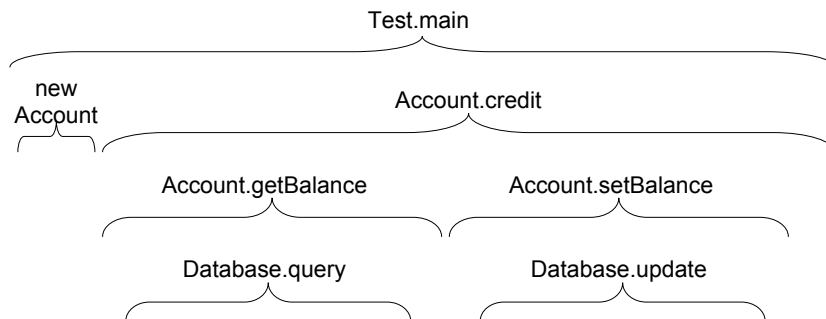 Test.main
new
Account
Account.credit
Account.getBalance
Account.setBalance
Database.query
Database.update